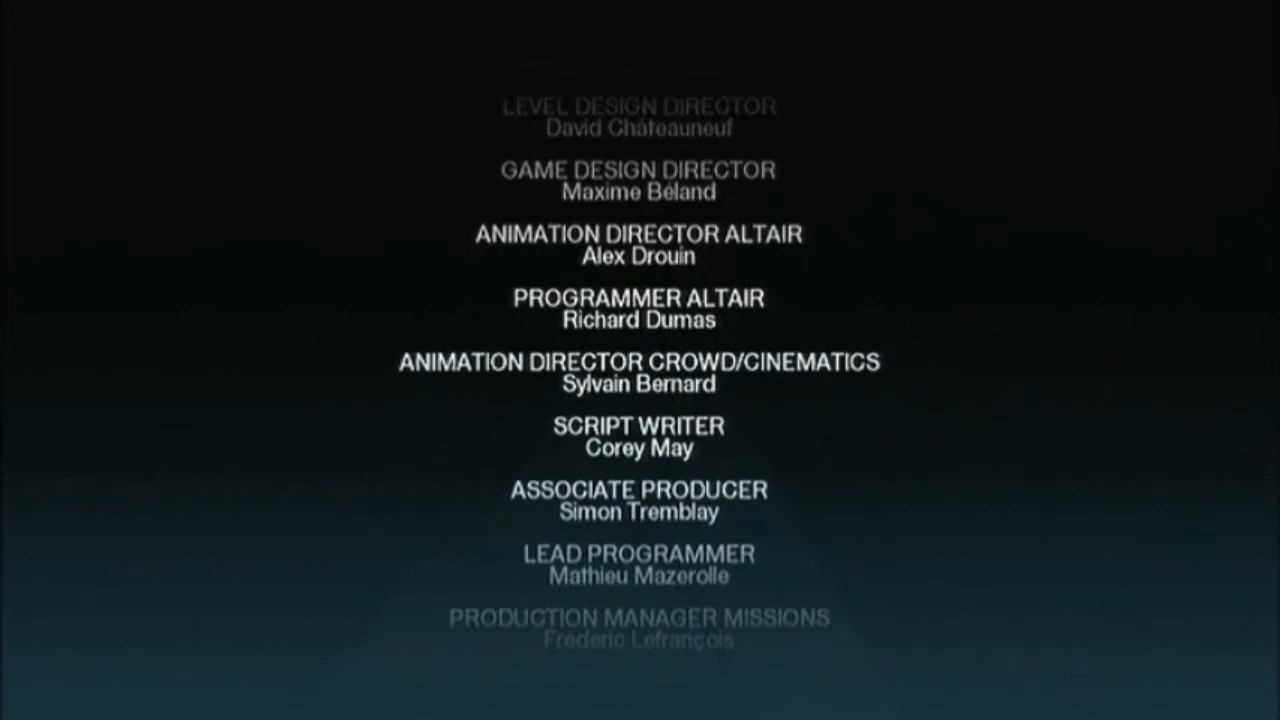 LEVEL DESIGN DIRECTOR
David Châteauneuf
GAME DESIGN DIRECTOR
Maxime Béland
ANIMATION DIRECTOR ALTAIR
Alex Drouin
PROGRAMMER ALTAIR
Richard Dumas
ANIMATION DIRECTOR CROWD/CINEMATICS
Sylvain Bernard
SCRIPT WRITER
Corey May
ASSOCIATE PRODUCER
Simon Tremblay
LEAD PROGRAMMER
Mathieu Mazerolle
PRODUCTION MANAGER MISSIONS
Frederic Lefrançois